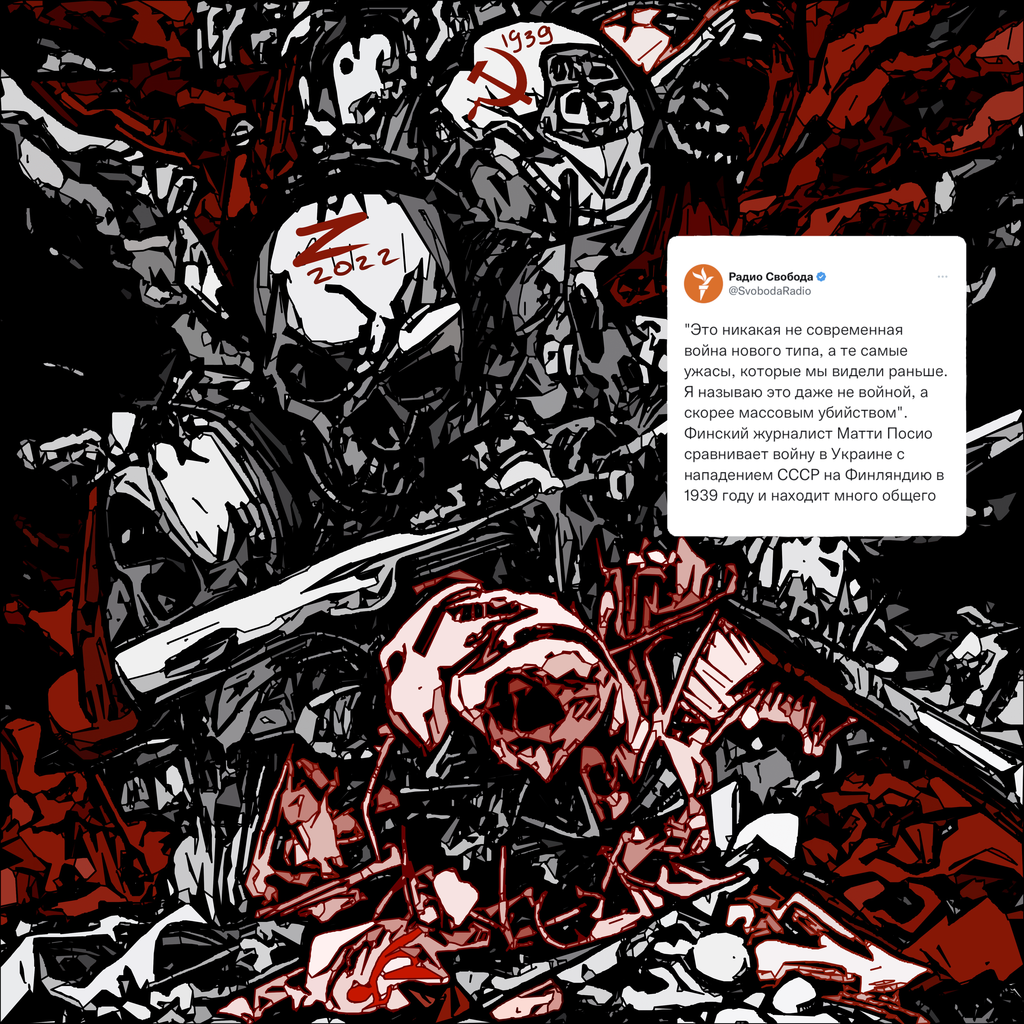 1939
Z
2022
Радио Свобода
@SvobodaRadio
"Это никакая не современная
война нового типа, а те самые
ужасы, которые мы видели раньше.
Я называю это даже не войной, а
скорее массовым убийством".
Финский журналист Матти Посио
сравнивает войну в Украине с
нападением СССР на Финляндию в
1939 году и находит много общего